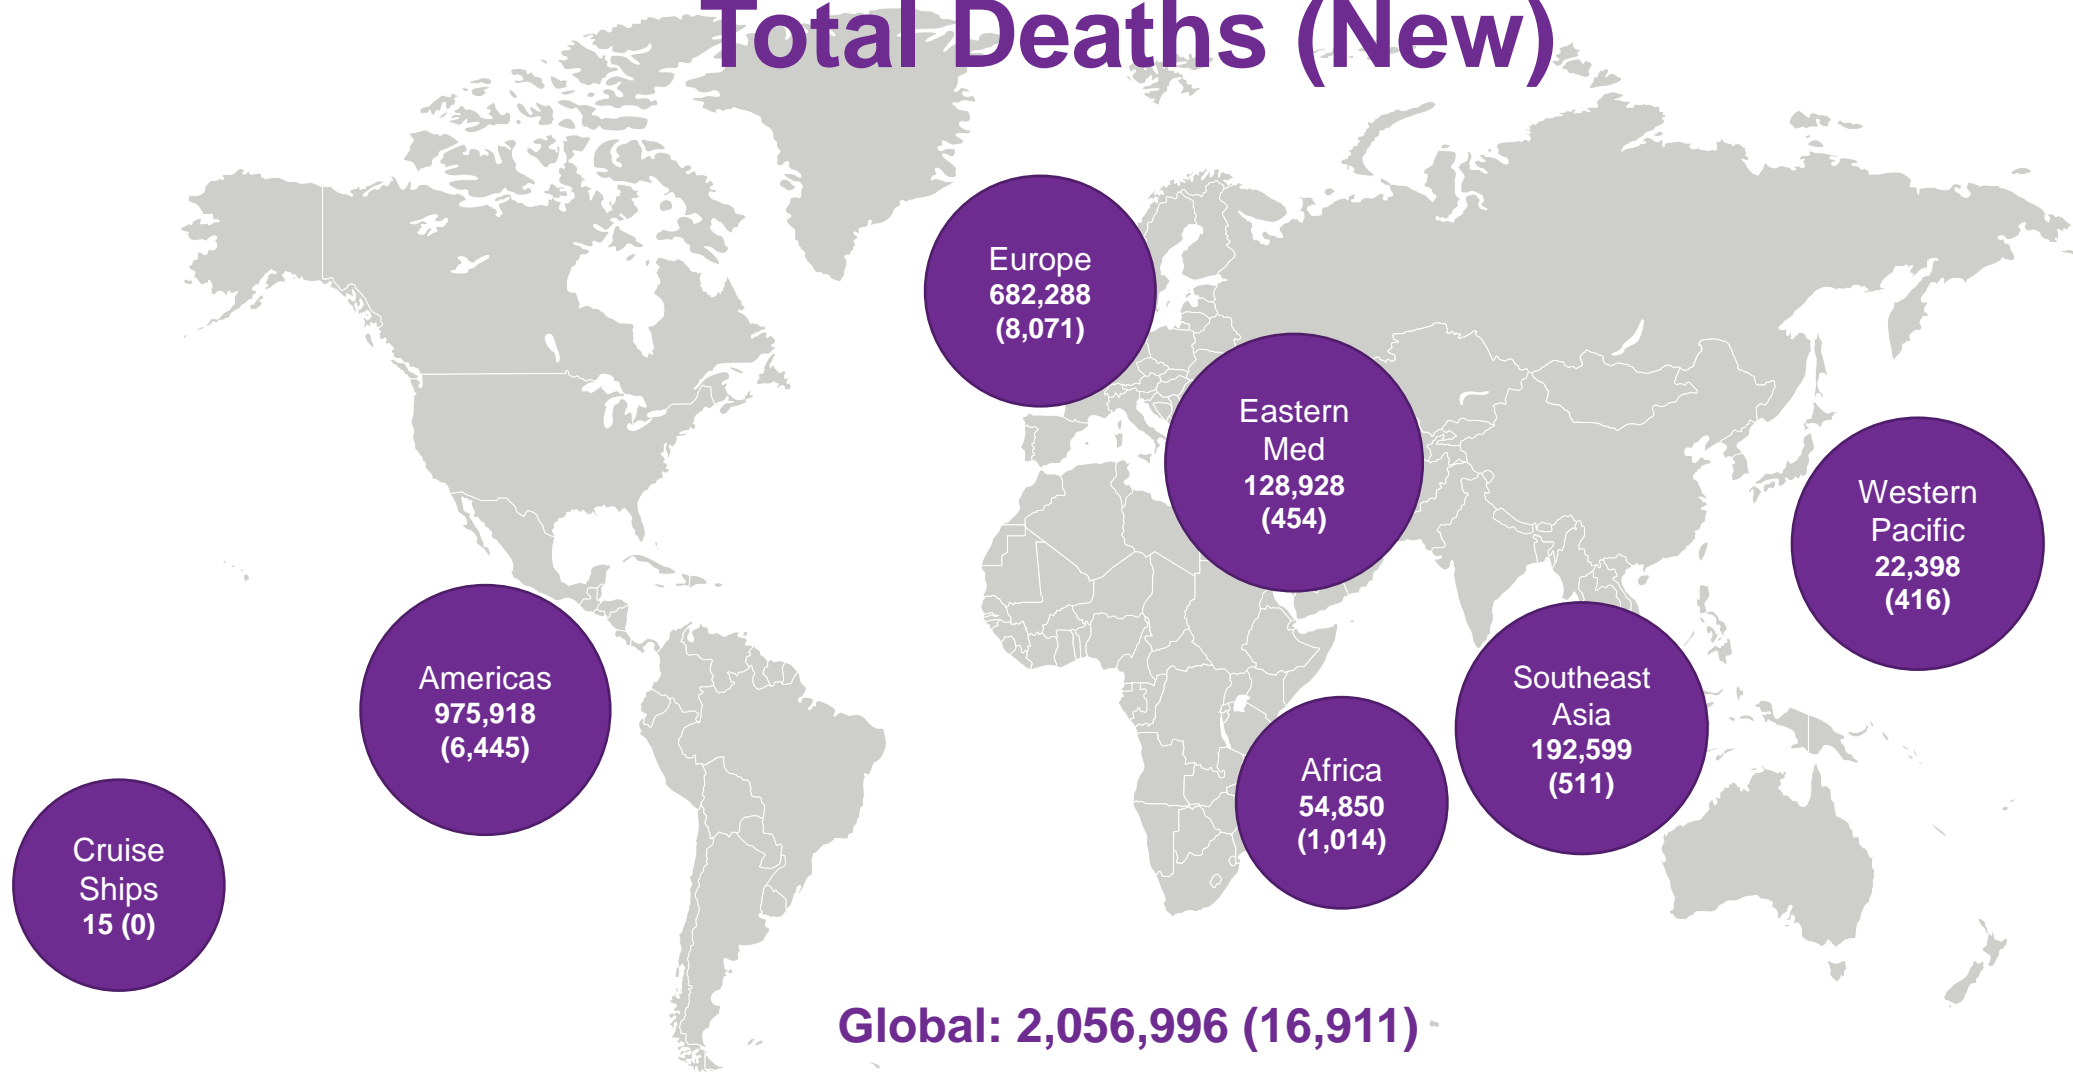 Total Deaths (New)
Europe
682,288
(8,071)
Eastern
Med
128,928
(454)
Western
Pacific
22,398
(416)
Americas
975,918
(6,445)
Southeast
Asia
192,599
(511)
Africa
54,850
(1,014)
Cruise
Ships
15 (0)
Global: 2,056,996 (16,911)